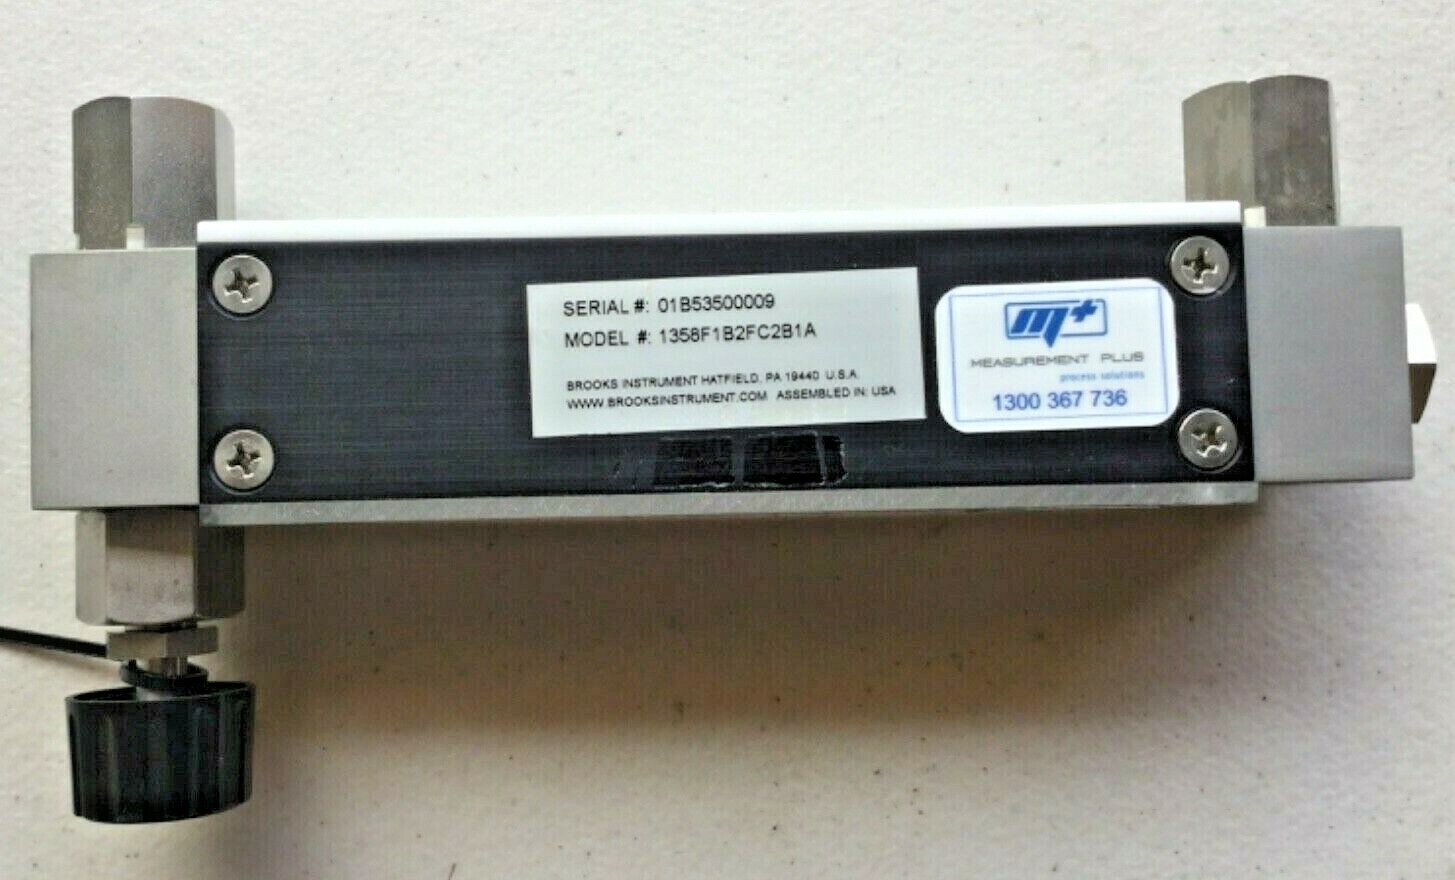 SERIAL #: 01B53500009
MODEL #: 1358F1B2FC2B1A
BROOKS INSTRUMENT HATFIELD, PA 19440 U.S.A.
WWW.BROOKSINSTRUMENT.COM ASSEMBLED IN: USA
m+
MEASUREMENT PLUS
process solutions
1300 367 736